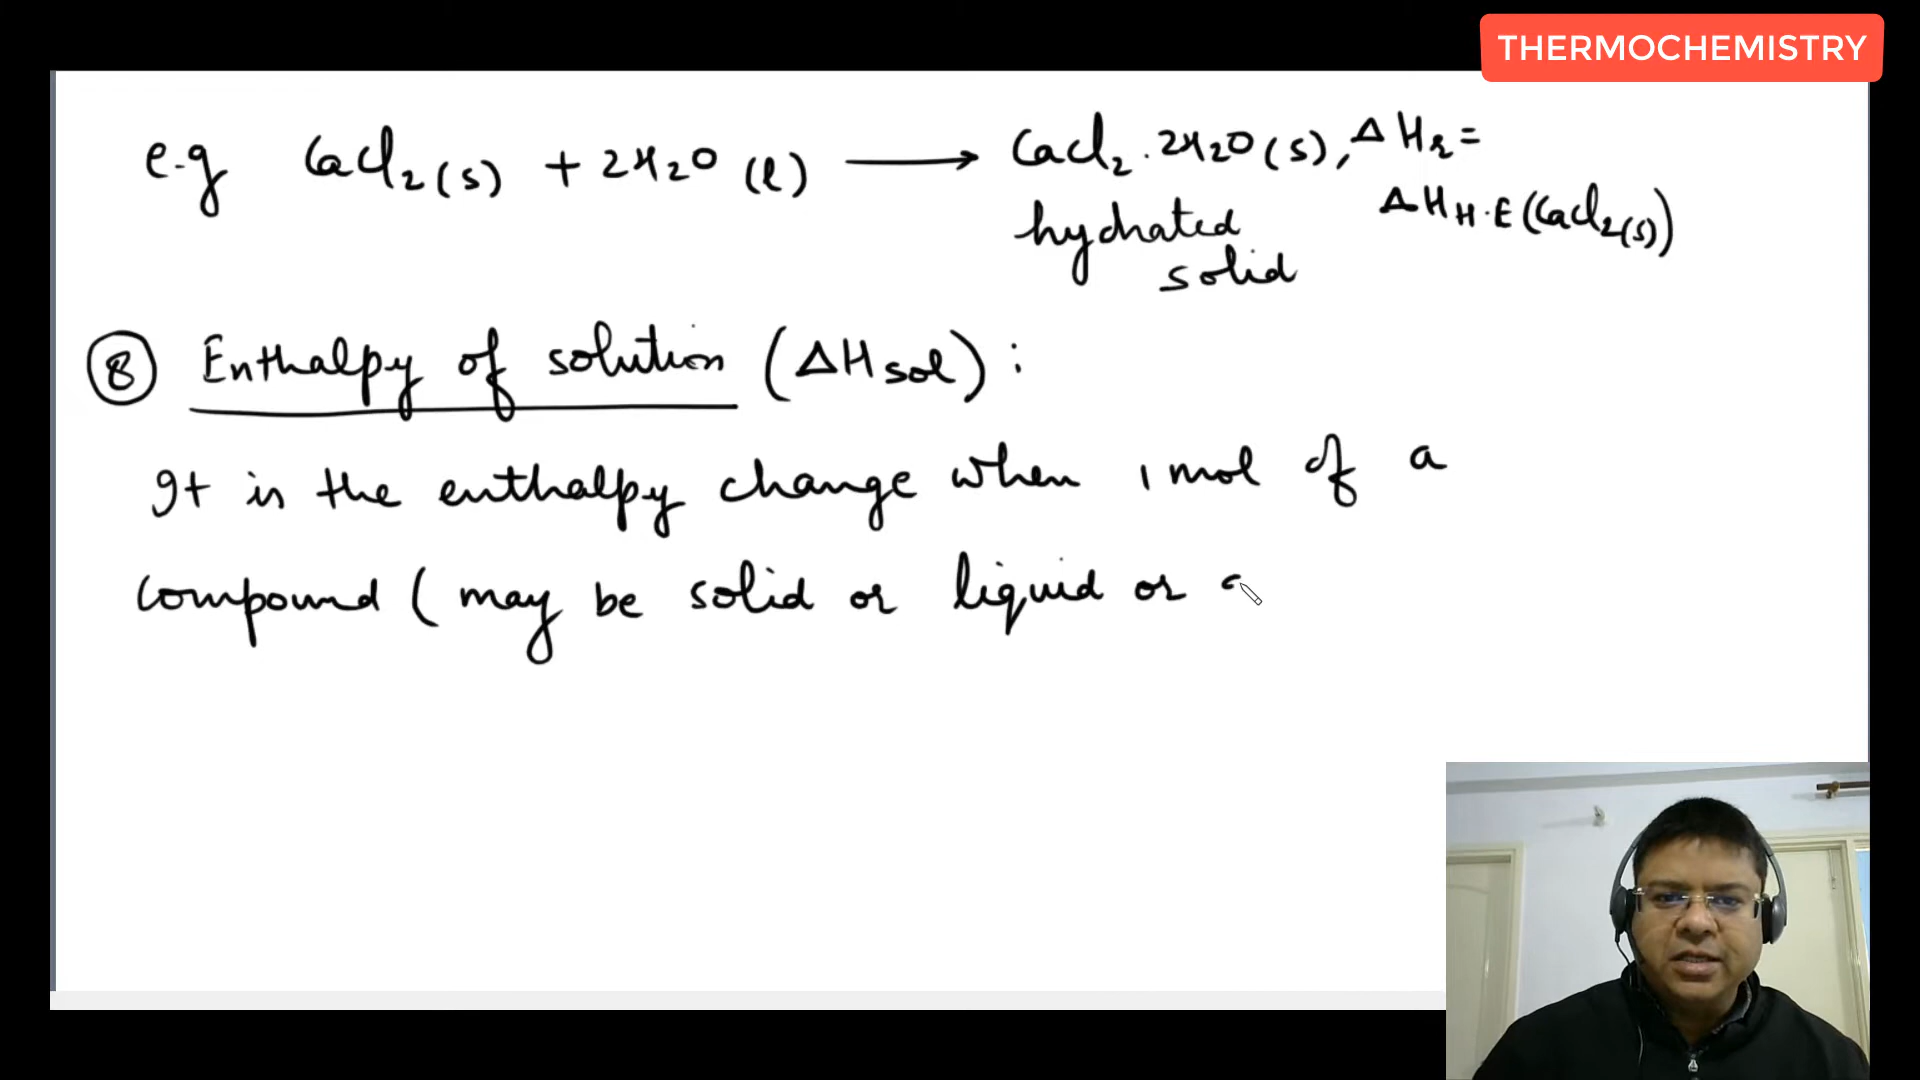 THERMOCHEMISTRY
e.g CaCl2(s) + 2H2O (l) ⟶ CaCl2.2H2O(s), ΔHr =
ΔHH.E(CaCl2(s))
hydrated
solid
⑧ Enthalpy of solution (ΔHsol):
It is the enthalpy change when 1 mol of a
compound (may be solid or liquid or